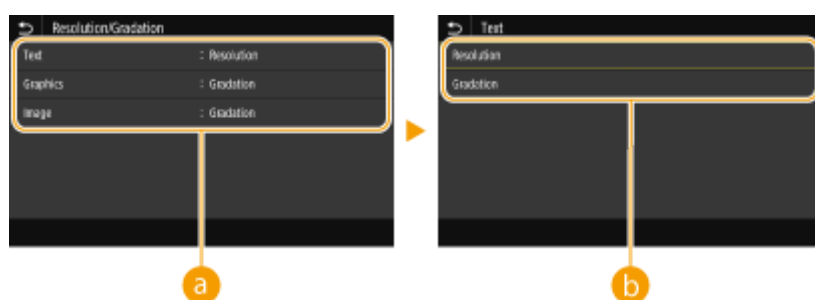 Resolution/Gradation
Text : Resolution
Graphics : Gradation
Image : Gradation
a
Text
Resolution
Gradation
b